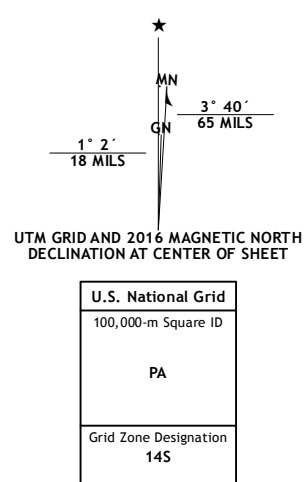 ★
MN
3° 40´
65 MILS
GN
1° 2´
18 MILS
UTM GRID AND 2016 MAGNETIC NORTH
DECLINATION AT CENTER OF SHEET
U.S. National Grid
100,000-m Square ID
PA
Grid Zone Designation
14S